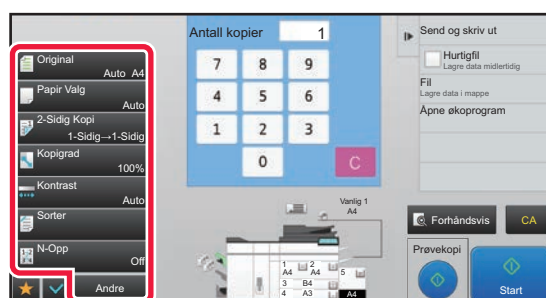 Original
Auto A4
Papir Valg
Auto
2-Sidig Kopi
1-Sidig→1-Sidig
Kopigrad
100%
Kontrast
Auto
Sorter
N-Opp
Off
Andre
Antall kopier 1
7 8 9
4 5 6
1 2 3
0 C
Vanlig 1
A4
1 A4 2 A4
3 B4
4 A3
5
A4
Send og skriv ut
Hurtigfil
Lagre data midlertidig
Fil
Lagre data i mappe
Åpne økoprogram
Forhåndsvis CA
Prøvekopi
Start